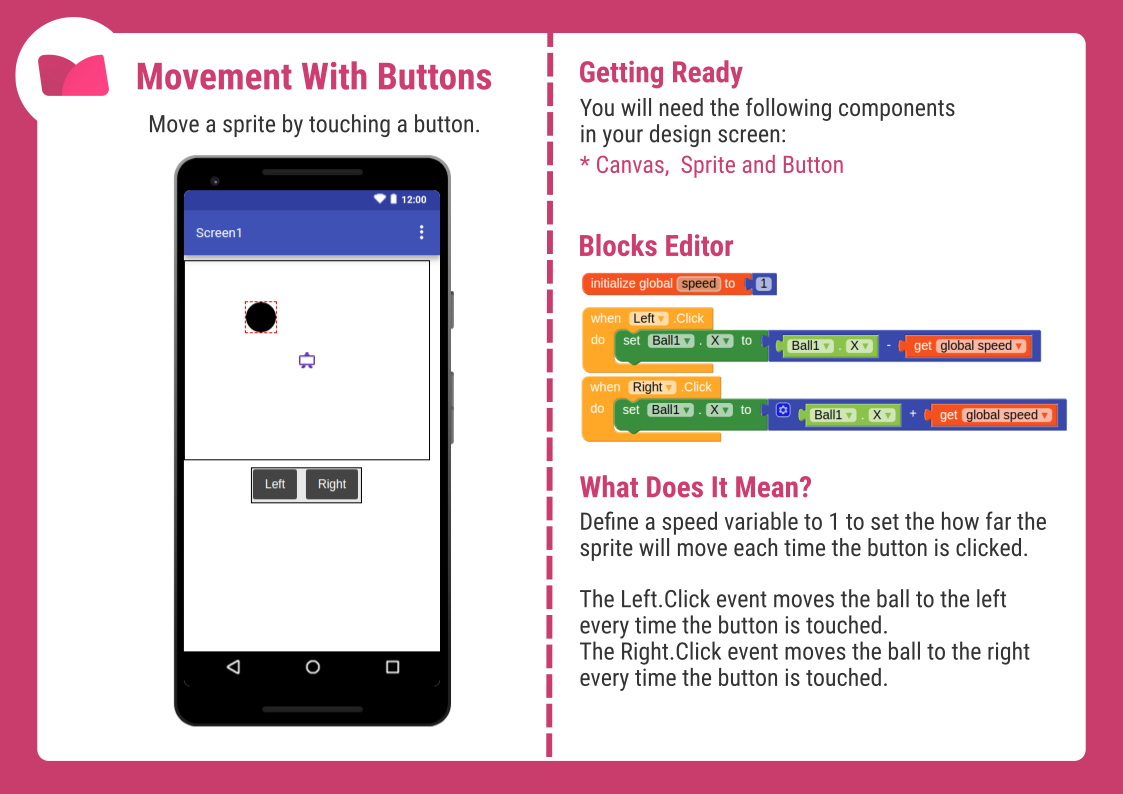 Movement With Buttons
Move a sprite by touching a button.
12:00
Screen1
Left Right
Getting Ready
You will need the following components
in your design screen:
* Canvas, Sprite and Button
Blocks Editor
initialize global speed to 1
when Left .Click
do set Ball1 . X to Ball1 . X - get global speed
when Right .Click
do set Ball1 . X to Ball1 . X + get global speed
What Does It Mean?
Define a speed variable to 1 to set the how far the
sprite will move each time the button is clicked.
The Left.Click event moves the ball to the left
every time the button is touched.
The Right.Click event moves the ball to the right
every time the button is touched.